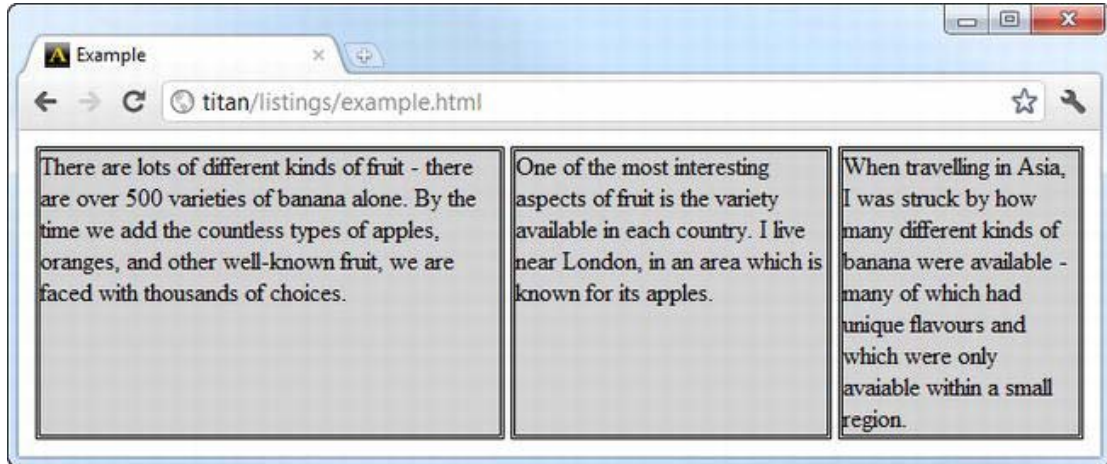 Example
titan/listings/example.html
There are lots of different kinds of fruit - there
are over 500 varieties of banana alone. By the
time we add the countless types of apples,
oranges, and other well-known fruit, we are
faced with thousands of choices.
One of the most interesting
aspects of fruit is the variety
available in each country. I live
near London, in an area which is
known for its apples.
When travelling in Asia,
I was struck by how
many different kinds of
banana were available -
many of which had
unique flavours and
which were only
avaiable within a small
region.